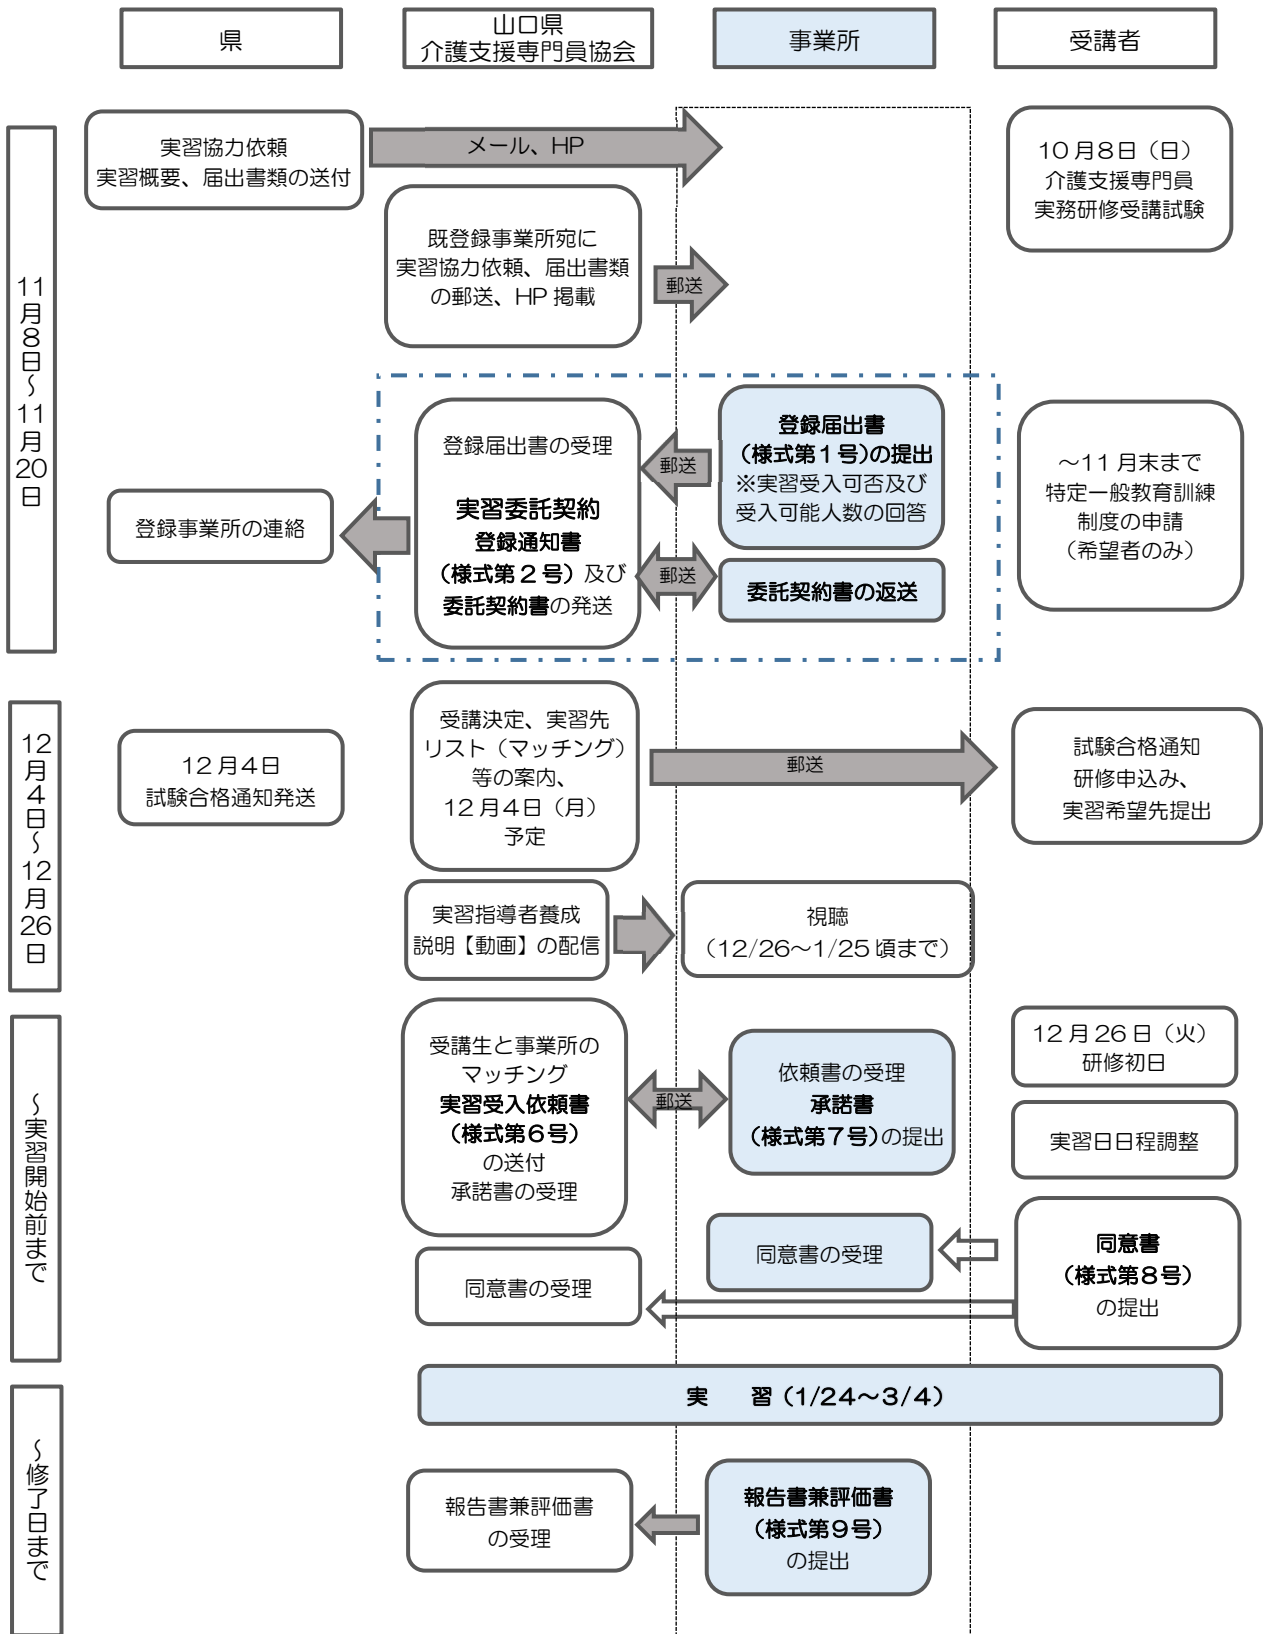 県
山口県
介護支援専門員協会
事業所
受講者
11月8日～11月20日
実習協力依頼
実習概要、届出書類の送付
メール、HP
10月8日（日）
介護支援専門員
実務研修受講試験
既登録事業所宛に
実習協力依頼、届出書類
の郵送、HP 掲載
郵送
登録届出書の受理
実習委託契約
登録通知書
（様式第２号）及び
委託契約書の発送
郵送
登録届出書
（様式第１号）の提出
※実習受入可否及び
受入可能人数の回答
郵送
委託契約書の返送
登録事業所の連絡
～11月末まで
特定一般教育訓練
制度の申請
（希望者のみ）
12月4日～12月26日
12月4日
試験合格通知発送
受講決定、実習先
リスト（マッチング）
等の案内、
12月4日（月）
予定
郵送
試験合格通知
研修申込み、
実習希望先提出
実習指導者養成
説明【動画】の配信
視聴
（12/26～1/25 頃まで）
～実習開始前まで
受講生と事業所の
マッチング
実習受入依頼書
（様式第６号）
の送付
承諾書の受理
郵送
依頼書の受理
承諾書
（様式第７号）の提出
12月26日（火）
研修初日
実習日日程調整
同意書の受理
同意書の受理
同意書
（様式第８号）
の提出
実　習（1/24～3/4）
～修了日まで
報告書兼評価書
の受理
報告書兼評価書
（様式第９号）
の提出